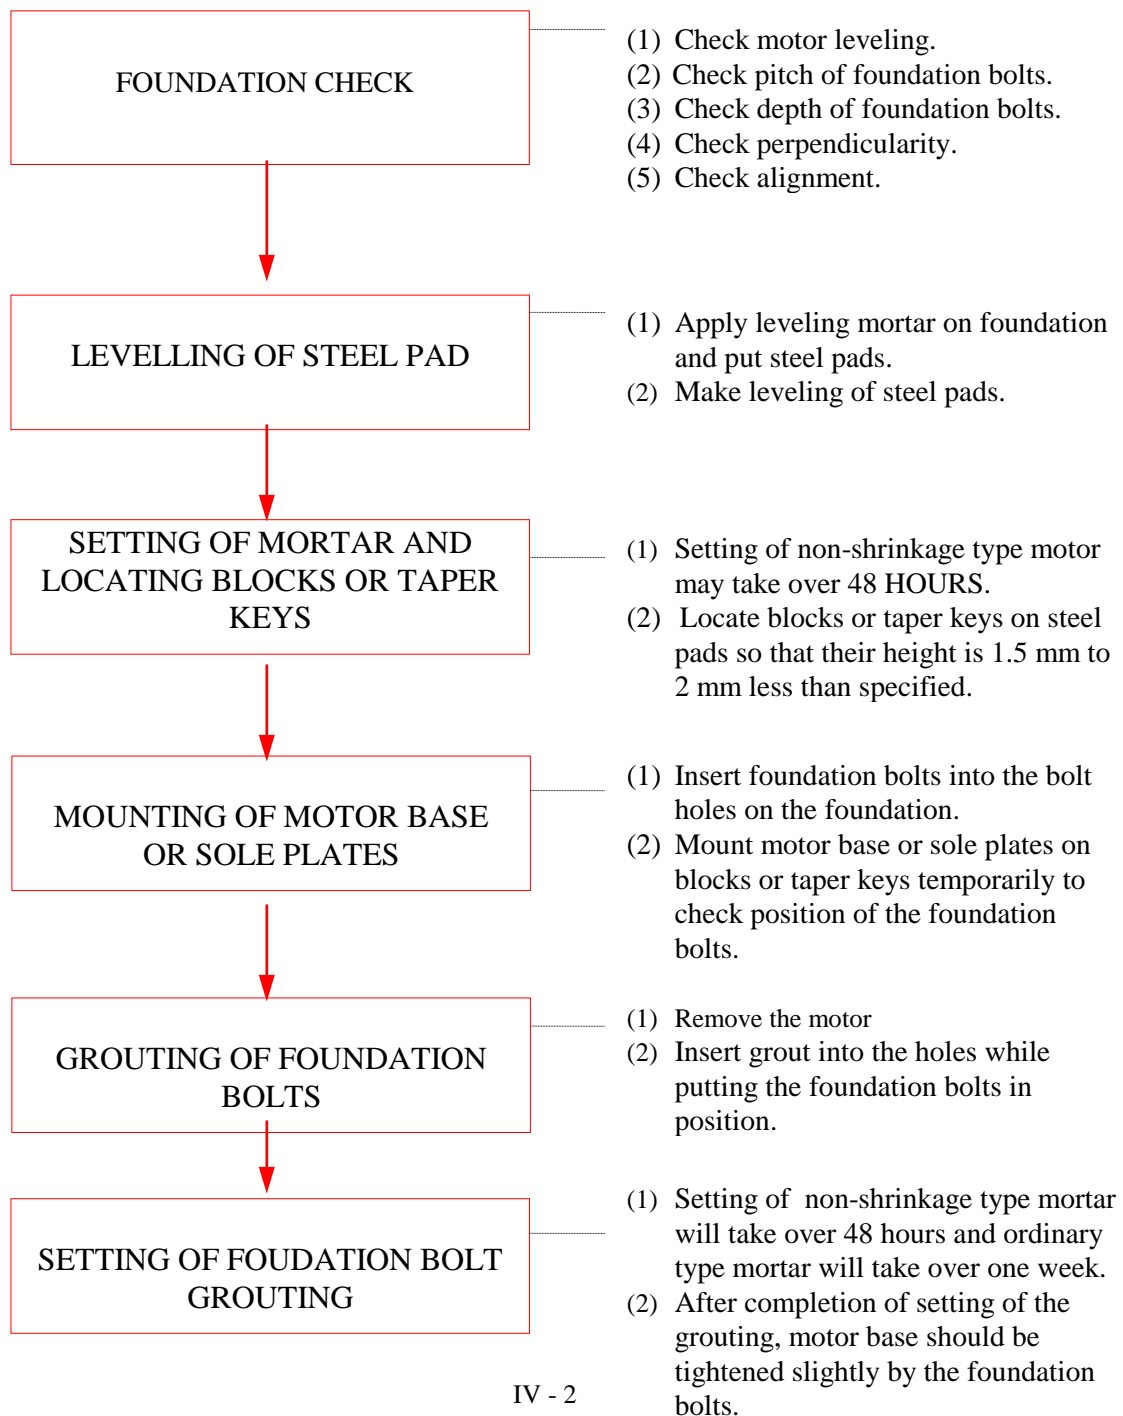 FOUNDATION CHECK
(1) Check motor leveling.
(2) Check pitch of foundation bolts.
(3) Check depth of foundation bolts.
(4) Check perpendicularity.
(5) Check alignment.
LEVELLING OF STEEL PAD
(1) Apply leveling mortar on foundation
and put steel pads.
(2) Make leveling of steel pads.
SETTING OF MORTAR AND
LOCATING BLOCKS OR TAPER
KEYS
(1) Setting of non-shrinkage type motor
may take over 48 HOURS.
(2) Locate blocks or taper keys on steel
pads so that their height is 1.5 mm to
2 mm less than specified.
MOUNTING OF MOTOR BASE
OR SOLE PLATES
(1) Insert foundation bolts into the bolt
holes on the foundation.
(2) Mount motor base or sole plates on
blocks or taper keys temporarily to
check position of the foundation
bolts.
GROUTING OF FOUNDATION
BOLTS
(1) Remove the motor
(2) Insert grout into the holes while
putting the foundation bolts in
position.
SETTING OF FOUDATION BOLT
GROUTING
(1) Setting of non-shrinkage type mortar
will take over 48 hours and ordinary
type mortar will take over one week.
(2) After completion of setting of the
grouting, motor base should be
tightened slightly by the foundation
bolts.
IV - 2